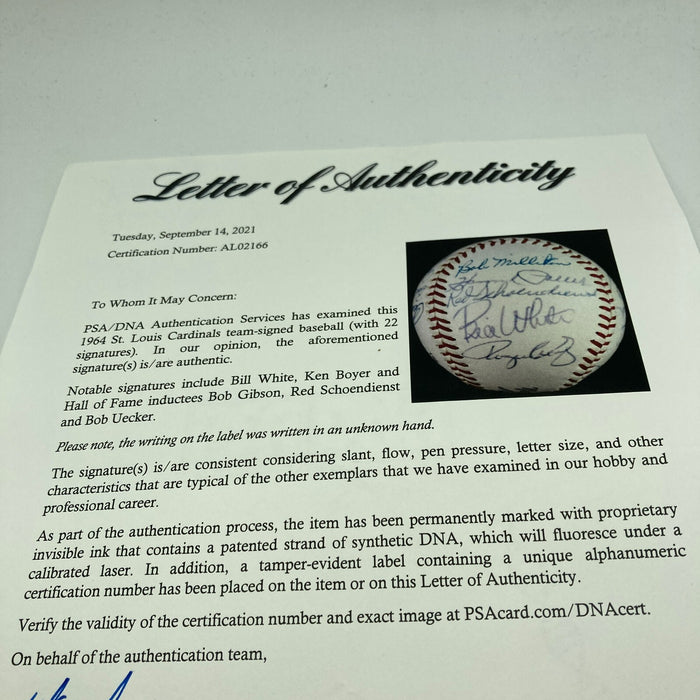 Letter of Authenticity
Tuesday, September 14, 2021
Certification Number: AL02166
To Whom It May Concern:
PSA/DNA Authentication Services has examined this
1964 St. Louis Cardinals team-signed baseball (with 22
signatures). In our opinion, the aforementioned
signature(s) is/are authentic.
Notable signatures include Bill White, Ken Boyer and
Hall of Fame inductees Bob Gibson, Red Schoendienst
and Bob Uecker.
Please note, the writing on the label was written in an unknown hand.
The signature(s) is/are consistent considering slant, flow, pen pressure, letter size, and other
characteristics that are typical of the other exemplars that we have examined in our hobby and
professional career.
As part of the authentication process, the item has been permanently marked with proprietary
invisible ink that contains a patented strand of synthetic DNA, which will fluoresce under a
calibrated laser. In addition, a tamper-evident label containing a unique alphanumeric
certification number has been placed on the item or on this Letter of Authenticity.
Verify the validity of the certification number and exact image at PSAcard.com/DNAcert.
On behalf of the authentication team,
Bob Milliken
Red Schoendienst
White